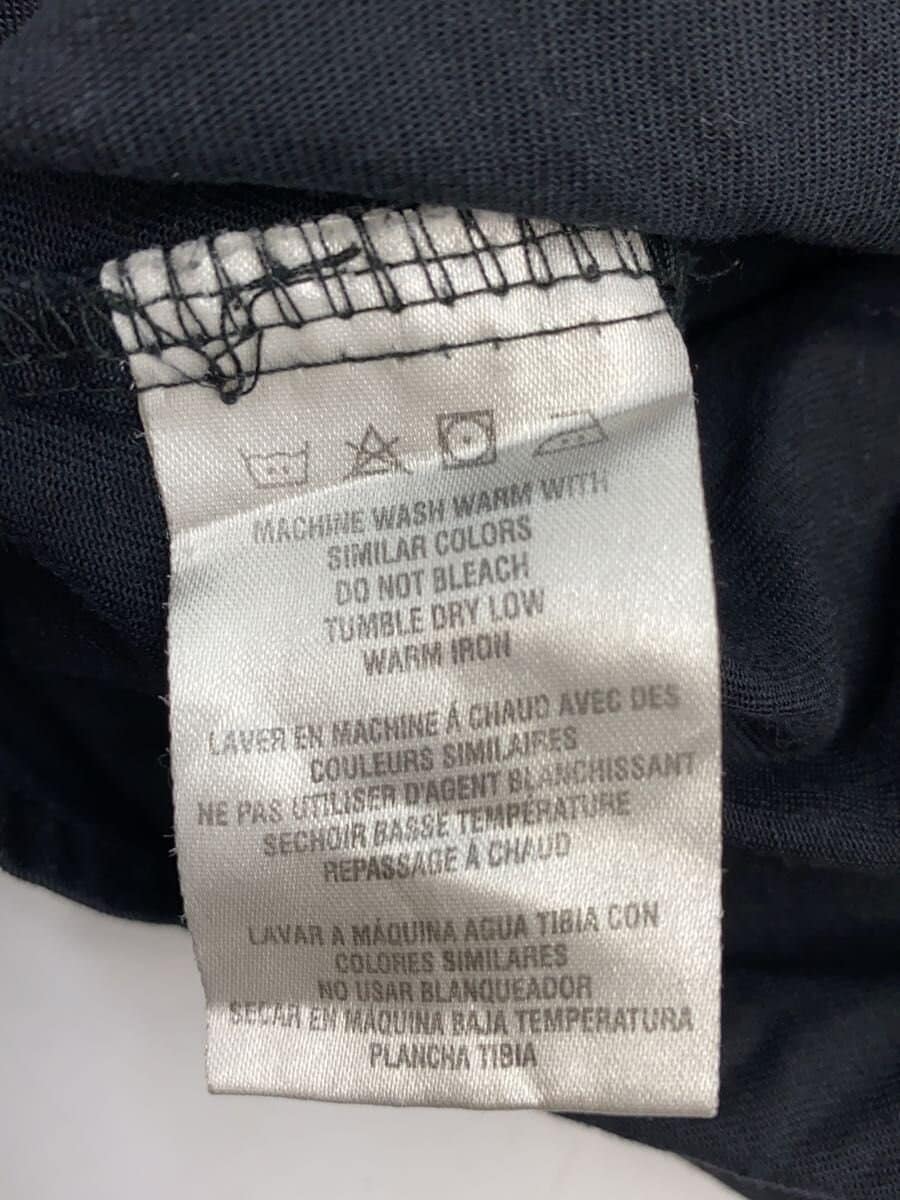 MACHINE WASH WARM WITH
SIMILAR COLORS
DO NOT BLEACH
TUMBLE DRY LOW
WARM IRON
LAVER EN MACHINE Á CHAUD AVEC DES
COULEURS SIMILAIRES
NE PAS UTILISER D'AGENT BLANCHISSANT
SECHOIR BASSE TEMPÉRATURE
REPASSAGE Á CHAUD
LAVAR A MÁQUINA AGUA TIBIA CON
COLORES SIMILARES
NO USAR BLANQUEADOR
SECAR EN MÁQUINA BAJA TEMPERATURA
PLANCHA TIBIA